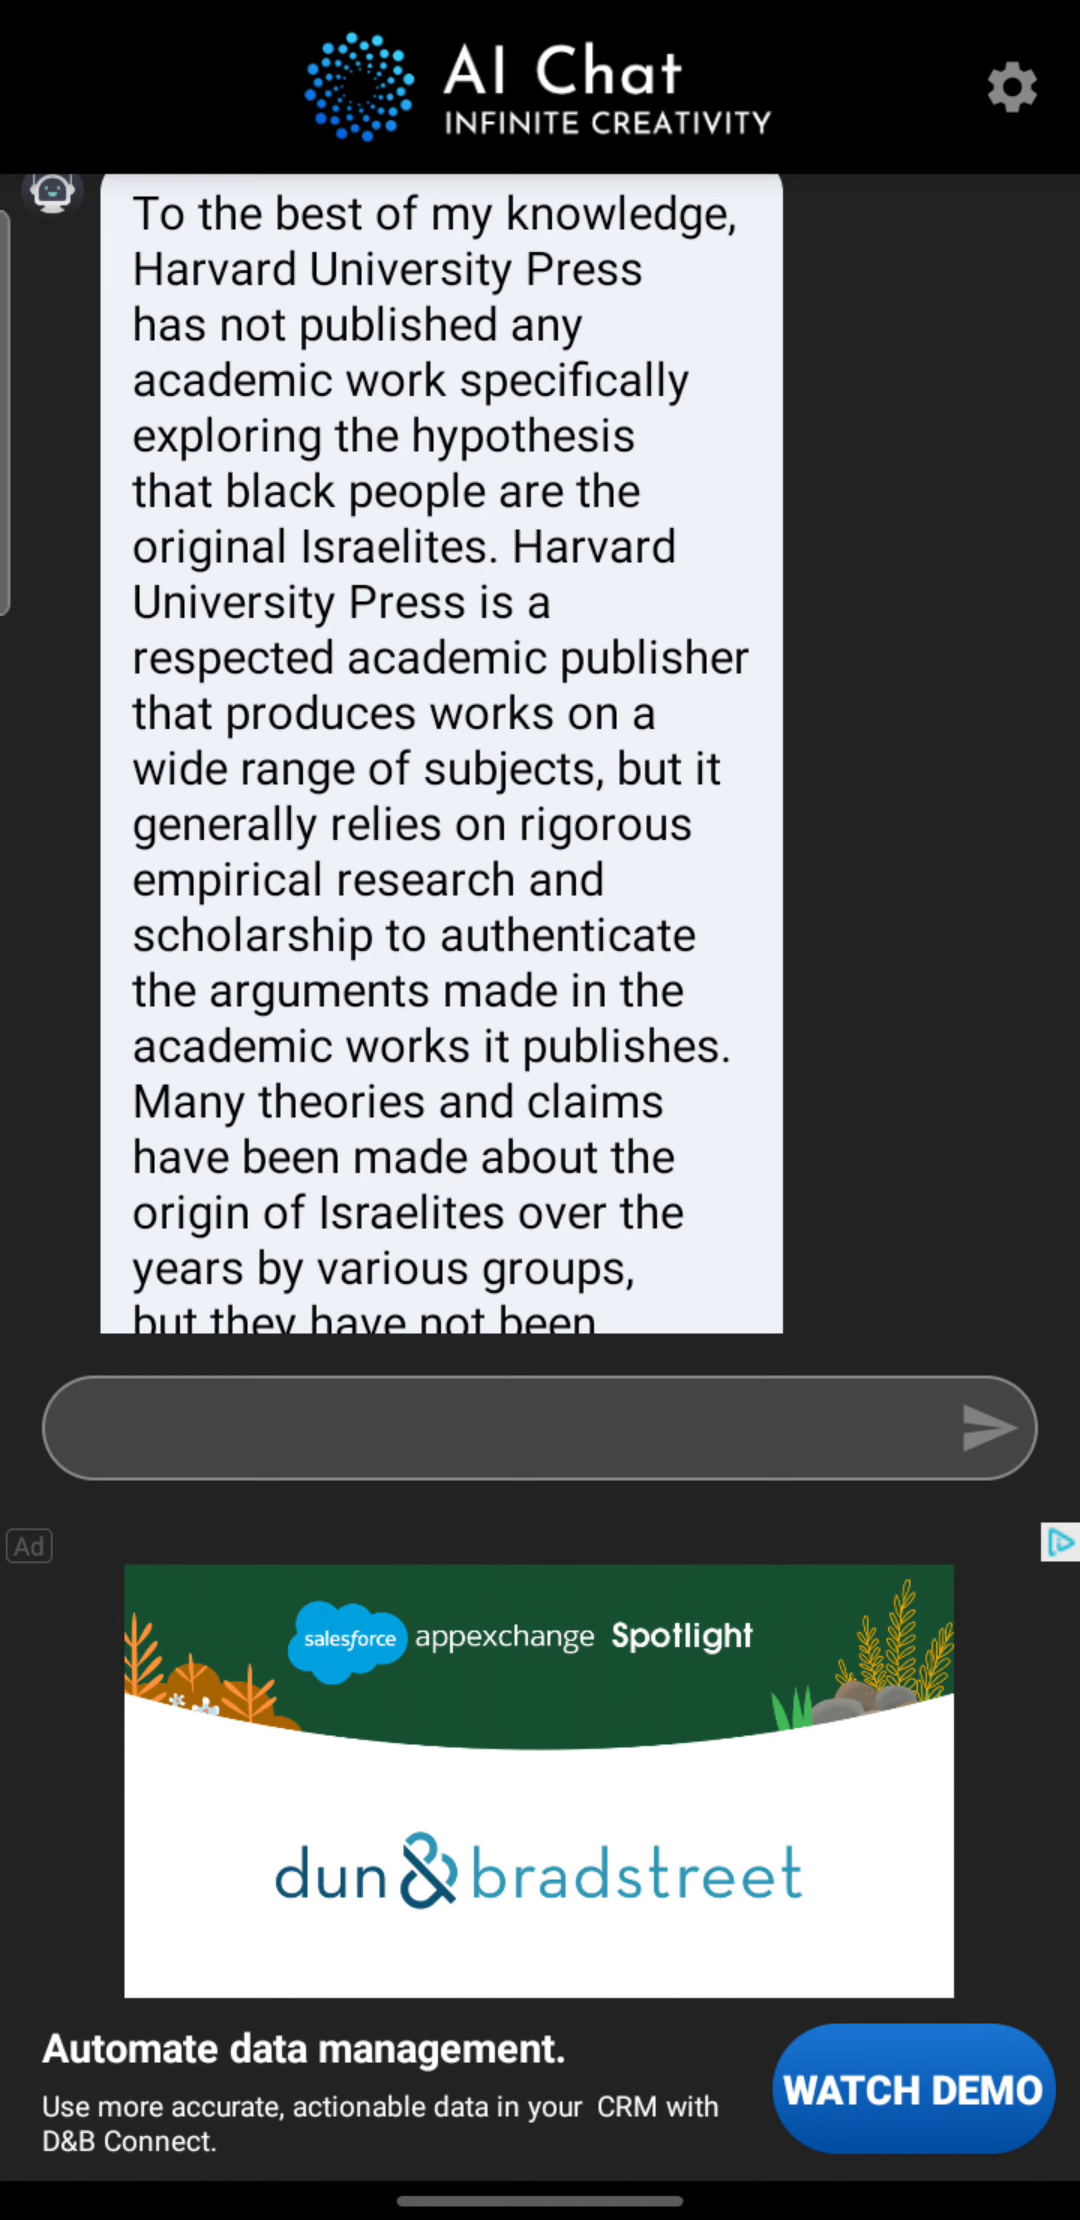 AI Chat
INFINITE CREATIVITY
To the best of my knowledge,
Harvard University Press
has not published any
academic work specifically
exploring the hypothesis
that black people are the
original Israelites. Harvard
University Press is a
respected academic publisher
that produces works on a
wide range of subjects, but it
generally relies on rigorous
empirical research and
scholarship to authenticate
the arguments made in the
academic works it publishes.
Many theories and claims
have been made about the
origin of Israelites over the
years by various groups,
but they have not been
Ad
salesforce appexchange Spotlight
dun & bradstreet
Automate data management.
Use more accurate, actionable data in your CRM with
D&B Connect.
WATCH DEMO